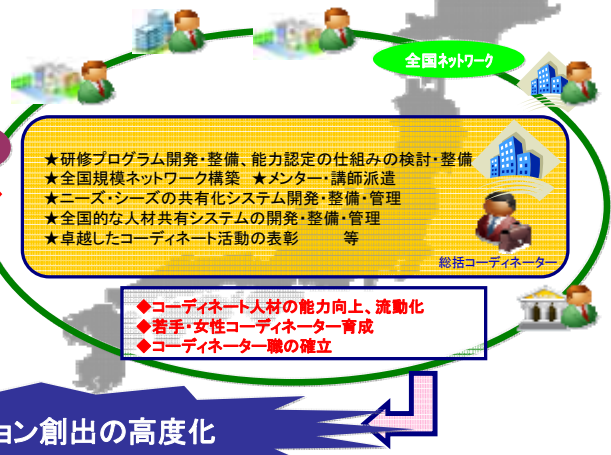 全国ネットワーク
★研修プログラム開発・整備、能力認定の仕組みの検討・整備
★全国規模ネットワーク構築　★メンター・講師派遣
★ニーズ・シーズの共有化システム開発・整備・管理
★全国的な人材共有システムの開発・整備・管理
★卓越したコーディネート活動の表彰　　　等
総括コーディネーター
◆コーディネート人材の能力向上、流動化
◆若手・女性コーディネーター育成
◆コーディネーター職の確立
ョン創出の高度化